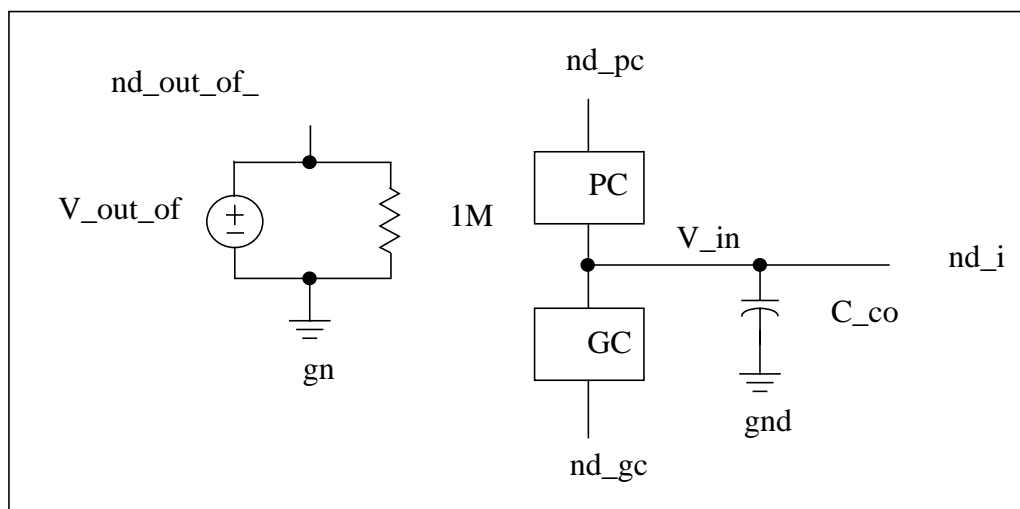 nd_out_of_
V_out_of
+
−
1M
gn
nd_pc
PC
V_in
nd_i
GC
C_co
gnd
nd_gc